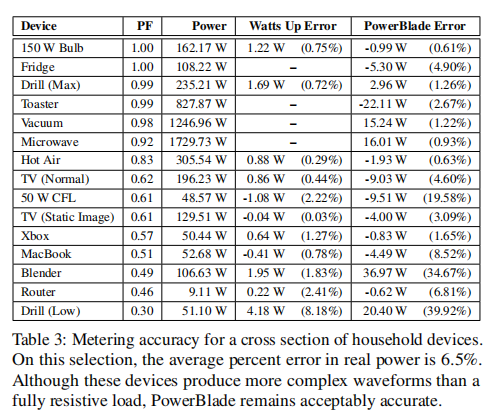 Device PF Power Watts Up Error PowerBlade Error
150 W Bulb 1.00 162.17 W 1.22 W (0.75%) -0.99 W (0.61%)
Fridge 1.00 108.22 W – -5.30 W (4.90%)
Drill (Max) 0.99 235.21 W 1.69 W (0.72%) 2.96 W (1.26%)
Toaster 0.99 827.87 W – -22.11 W (2.67%)
Vacuum 0.98 1246.96 W – 15.24 W (1.22%)
Microwave 0.92 1729.73 W – 16.01 W (0.93%)
Hot Air 0.83 305.54 W 0.88 W (0.29%) -1.93 W (0.63%)
TV (Normal) 0.62 196.23 W 0.86 W (0.44%) -9.03 W (4.60%)
50 W CFL 0.61 48.57 W -1.08 W (2.22%) -9.51 W (19.58%)
TV (Static Image) 0.61 129.51 W -0.04 W (0.03%) -4.00 W (3.09%)
Xbox 0.57 50.44 W 0.64 W (1.27%) -0.83 W (1.65%)
MacBook 0.51 52.68 W -0.41 W (0.78%) -4.49 W (8.52%)
Blender 0.49 106.63 W 1.95 W (1.83%) 36.97 W (34.67%)
Router 0.46 9.11 W 0.22 W (2.41%) -0.62 W (6.81%)
Drill (Low) 0.30 51.10 W 4.18 W (8.18%) 20.40 W (39.92%)
Table 3: Metering accuracy for a cross section of household devices.
On this selection, the average percent error in real power is 6.5%.
Although these devices produce more complex waveforms than a
fully resistive load, PowerBlade remains acceptably accurate.